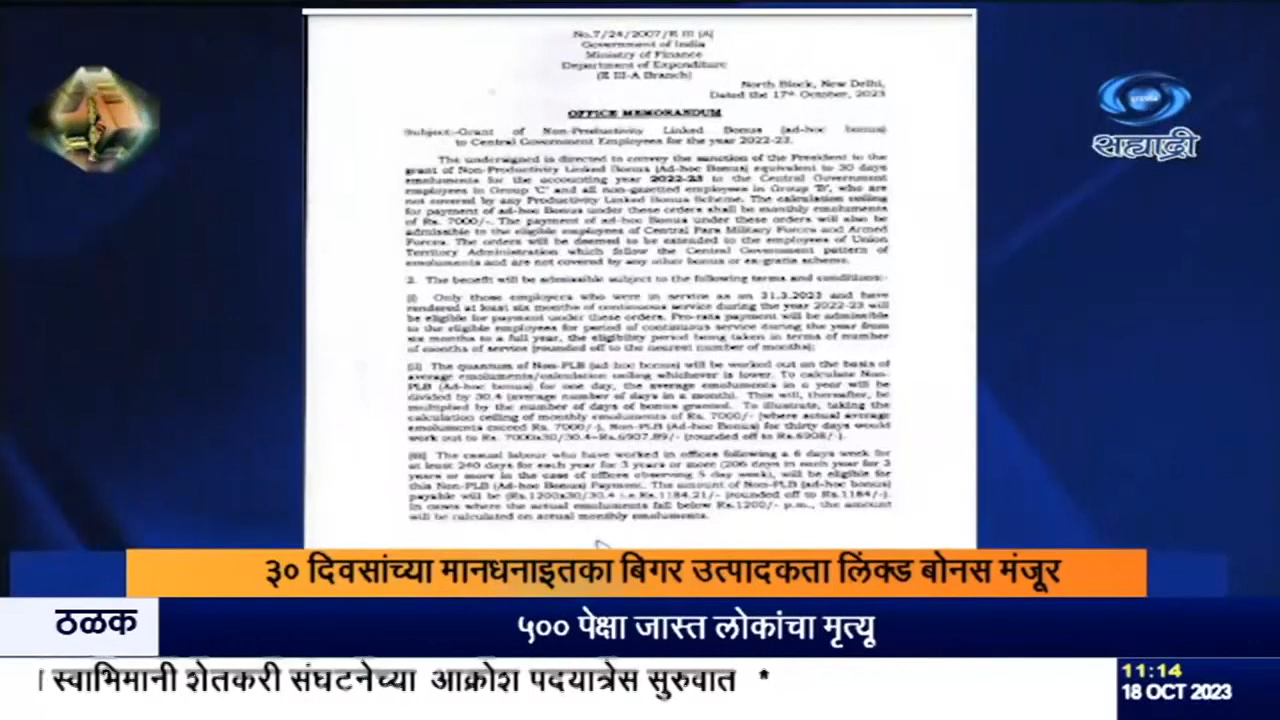 No.7/24/2007/E III (A)
Government of India
Ministry of Finance
Department of Expenditure
(E III-A Branch)
North Block, New Delhi,
Dated the 17th October, 2023
OFFICE MEMORANDUM
Subject:-Grant of Non-Productivity Linked Bonus (ad-hoc bonus)
to Central Government Employees for the year 2022-23.
The undersigned is directed to convey the sanction of the President to the
grant of Non-Productivity Linked Bonus (Ad-hoc Bonus) equivalent to 30 days
emoluments for the accounting year 2022-23 to the Central Government
employees in Group 'C' and all non-gazetted employees in Group 'B', who are
not covered by any Productivity Linked Bonus Scheme. The calculation ceiling
for payment of ad-hoc Bonus under these orders shall be monthly emoluments
of Rs. 7000/-. The payment of ad-hoc Bonus under these orders will also be
admissible to the eligible employees of Central Para Military Forces and Armed
Forces. The orders will be deemed to be extended to the employees of Union
Territory Administration which follow the Central Government pattern of
emoluments and are not covered by any other bonus or ex-gratia scheme.
2. The benefit will be admissible subject to the following terms and conditions:-
(i) Only those employees who were in service as on 31.3.2023 and have
rendered at least six months of continuous service during the year 2022-23 will
be eligible for payment under these orders. Pro-rata payment will be admissible
to the eligible employees for period of continuous service during the year from
six months to a full year, the eligibility period being taken in terms of number
of months of service (rounded off to the nearest number of months);
(ii) The quantum of Non-PLB (ad-hoc bonus) will be worked out on the basis of
average emoluments/calculation ceiling whichever is lower. To calculate Non-
PLB (Ad-hoc bonus) for one day, the average emoluments in a year will be
divided by 30.4 (average number of days in a month). This will, thereafter, be
multiplied by the number of days of bonus granted. To illustrate, taking the
calculation ceiling of monthly emoluments of Rs. 7000/- (where actual average
emoluments exceed Rs. 7000/-), Non-PLB (Ad-hoc Bonus) for thirty days would
work out to Rs. 7000x30/30.4=Rs.6907.89/- (rounded off to Rs.6908/-).
(iii) The casual labour who have worked in offices following a 6 days week for
at least 240 days for each year for 3 years or more (206 days in each year for 3
years or more in the case of offices observing 5 day week), will be eligible for
this Non-PLB (Ad-hoc Bonus) Payment. The amount of Non-PLB (ad-hoc bonus)
payable will be (Rs.1200x30/30.4 i.e.Rs.1184.21/- (rounded off to Rs.1184/-).
In cases where the actual emoluments fall below Rs.1200/- p.m., the amount
will be calculated on actual monthly emoluments.
सह्याद्री
३० दिवसांच्या मानधनाइतका बिगर उत्पादकता लिंक्ड बोनस मंजूर
ठळक
५०० पेक्षा जास्त लोकांचा मृत्यू
स्वाभिमानी शेतकरी संघटनेच्या आक्रोश पदयात्रेस सुरुवात *
11:14
18 OCT 2023